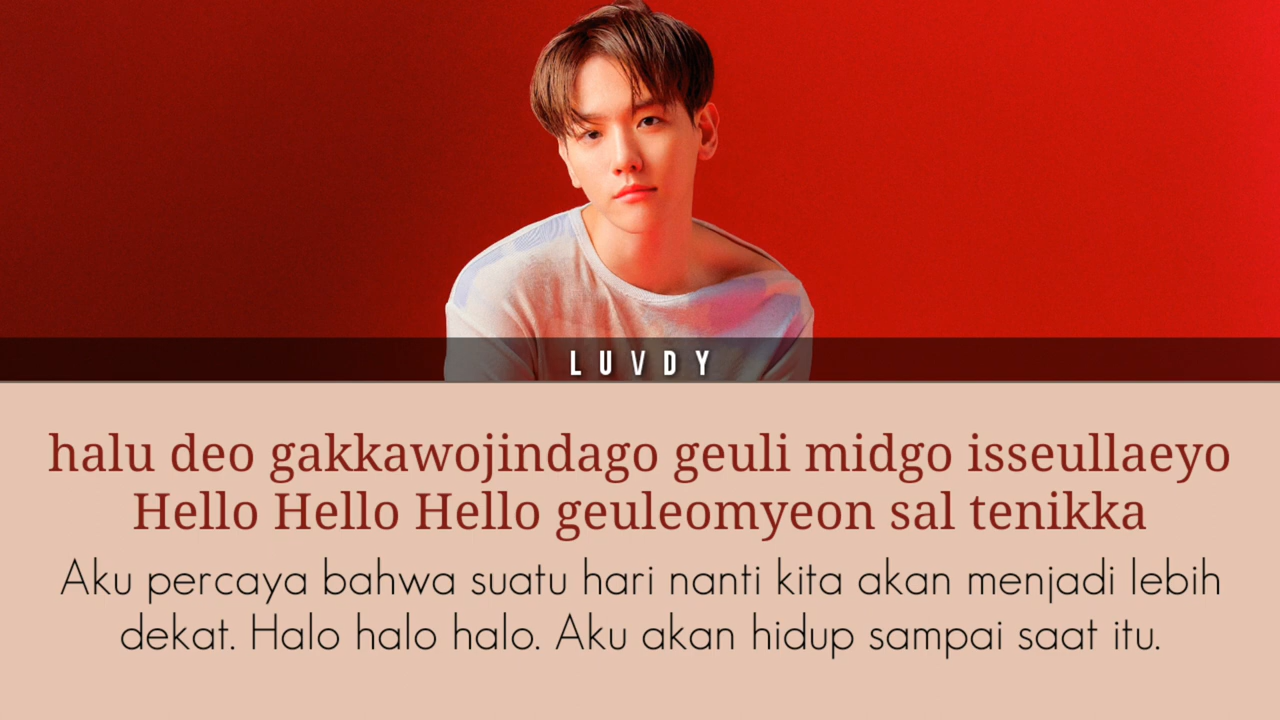 LUVDY
halu deo gakkawojindago geuli midgo isseullaeyo
Hello Hello Hello geuleomyeon sal tenikka
Aku percaya bahwa suatu hari nanti kita akan menjadi lebih
dekat. Halo halo halo. Aku akan hidup sampai saat itu.